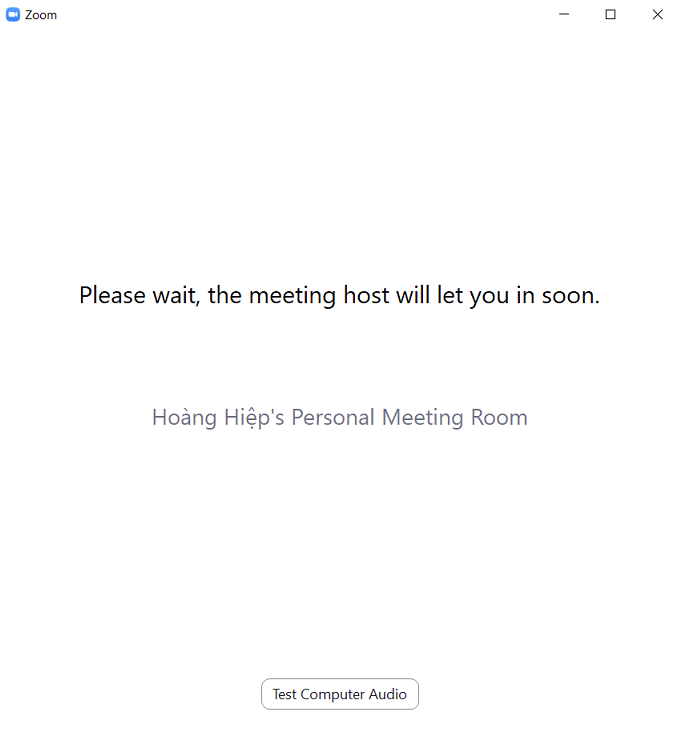 Zoom
Please wait, the meeting host will let you in soon.
Hoàng Hiệp's Personal Meeting Room
Test Computer Audio